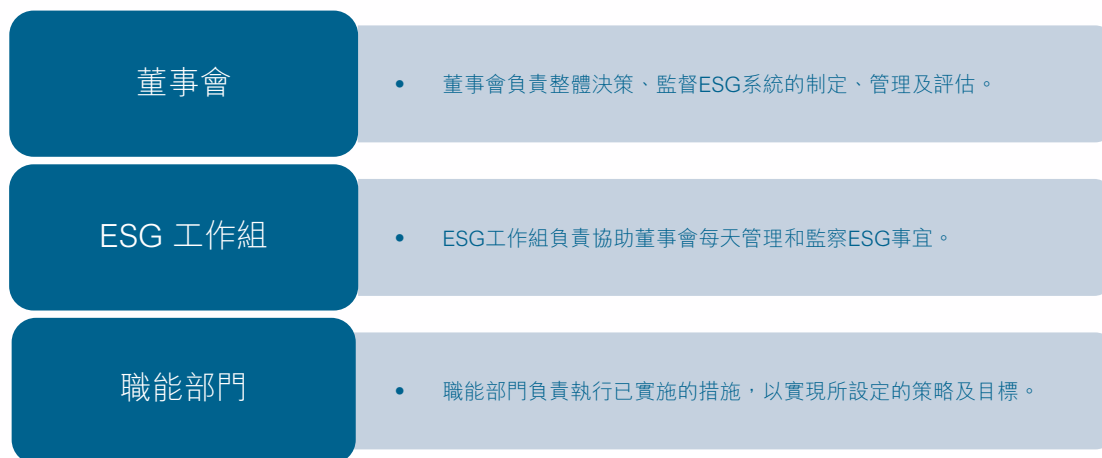 董事會
• 董事會負責整體決策、監督ESG系統的制定、管理及評估。
ESG 工作組
• ESG工作組負責協助董事會每天管理和監察ESG事宜。
職能部門
• 職能部門負責執行已實施的措施，以實現所設定的策略及目標。